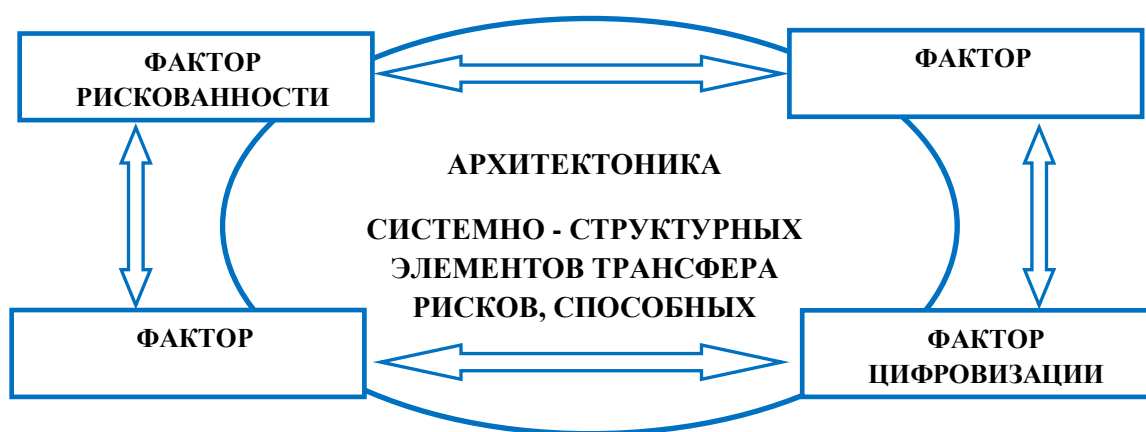 ФАКТОР
РИСКОВАННОСТИ
ФАКТОР
АРХИТЕКТОНИКА
СИСТЕМНО - СТРУКТУРНЫХ
ЭЛЕМЕНТОВ ТРАНСФЕРА
РИСКОВ, СПОСОБНЫХ
ФАКТОР
ФАКТОР
ЦИФРОВИЗАЦИИ